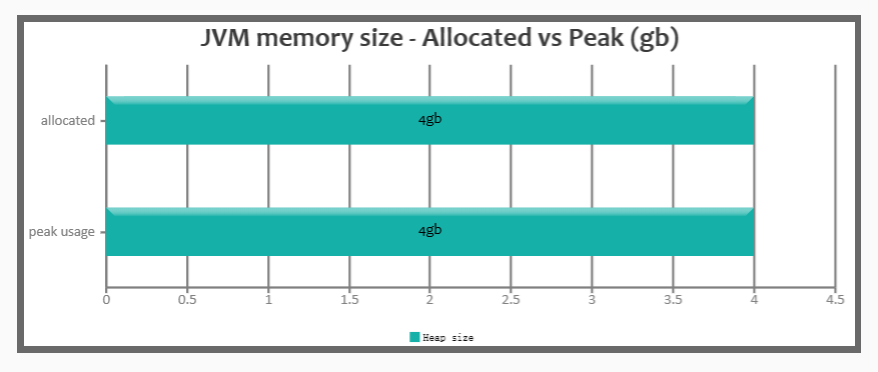 JVM memory size - Allocated vs Peak (gb)
allocated
4gb
peak usage
4gb
0 0.5 1 1.5 2 2.5 3 3.5 4 4.5
Heap size